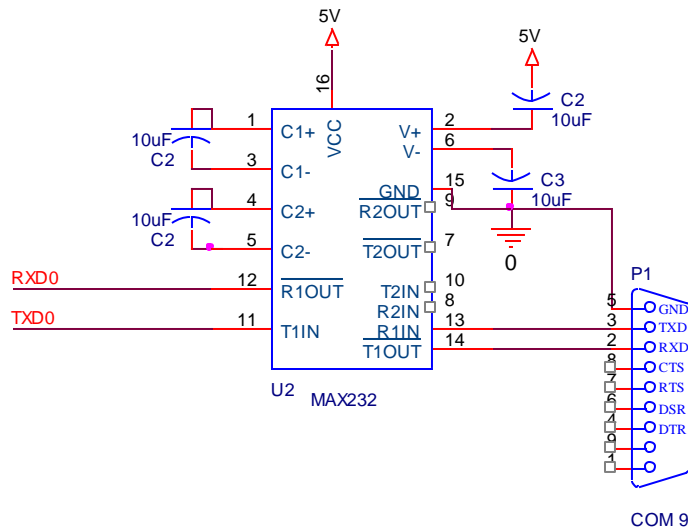 5V
5V
16
C2
10uF
1
C1+
VCC
V+
2
10uF
C2
3
C1-
V-
6
GND
15
C3
10uF
4
C2+
R2OUT
9
10uF
C2
5
C2-
T2OUT
7
0
RXD0
12
R1OUT
T2IN
10
R2IN
8
P1
TXD0
11
T1IN
R1IN
13
T1OUT
14
5
GND
3
TXD
2
RXD
8
CTS
7
RTS
6
DSR
4
DTR
9
1
U2
MAX232
COM 9